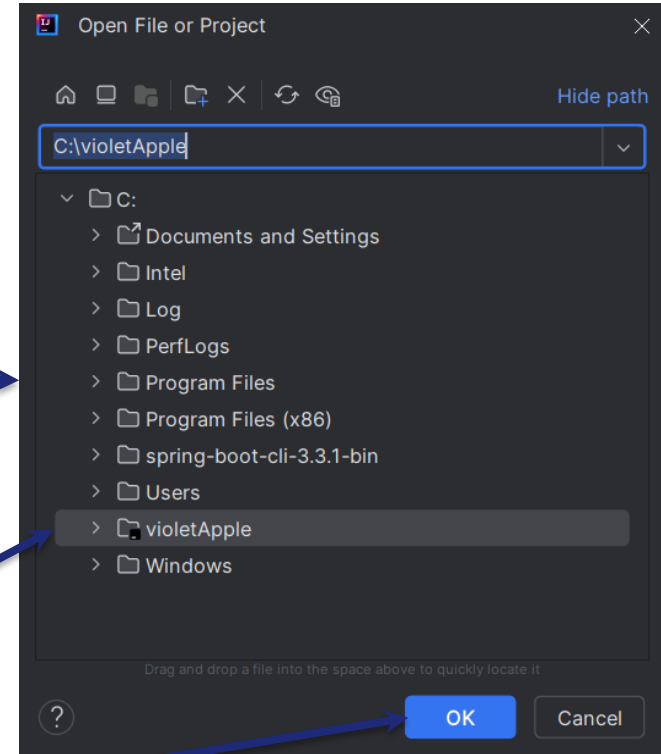 Open File or Project
Hide path
C:\violetApple
C:
Documents and Settings
Intel
Log
PerfLogs
Program Files
Program Files (x86)
spring-boot-cli-3.3.1-bin
Users
violetApple
Windows
Drag and drop a file into the space above to quickly locate it
? OK Cancel